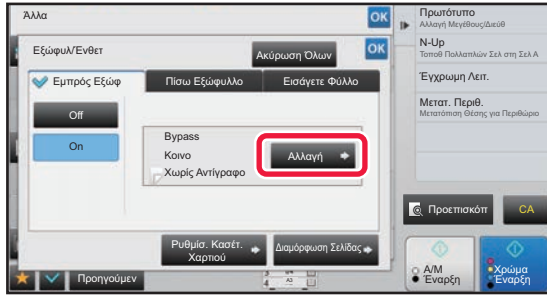 Άλλα
OK
Εξώφυλ/Ένθετ
Ακύρωση Όλων
OK
Εμπρός Εξώφ
Πίσω Εξώφυλλο
Εισάγετε Φύλλο
Off
On
Bypass
Κοινο
Χωρίς Αντίγραφο
Αλλαγή
Ρυθμίσ. Κασέτ.
Χαρτιού
Διαμόρφωση Σελίδας
Προηγούμεν
Πρωτότυπο
Αλλαγή Μεγέθους/Διεύθ
N-Up
Τοποθ Πολλαπλών Σελ στη Σελ Α
Έγχρωμη Λειτ.
Μετατ. Περιθ.
Μετατόπιση Θέσης για Περιθώριο
Προεπισκόπ
CA
Α/Μ
Έναρξη
Χρώμα
Έναρξη